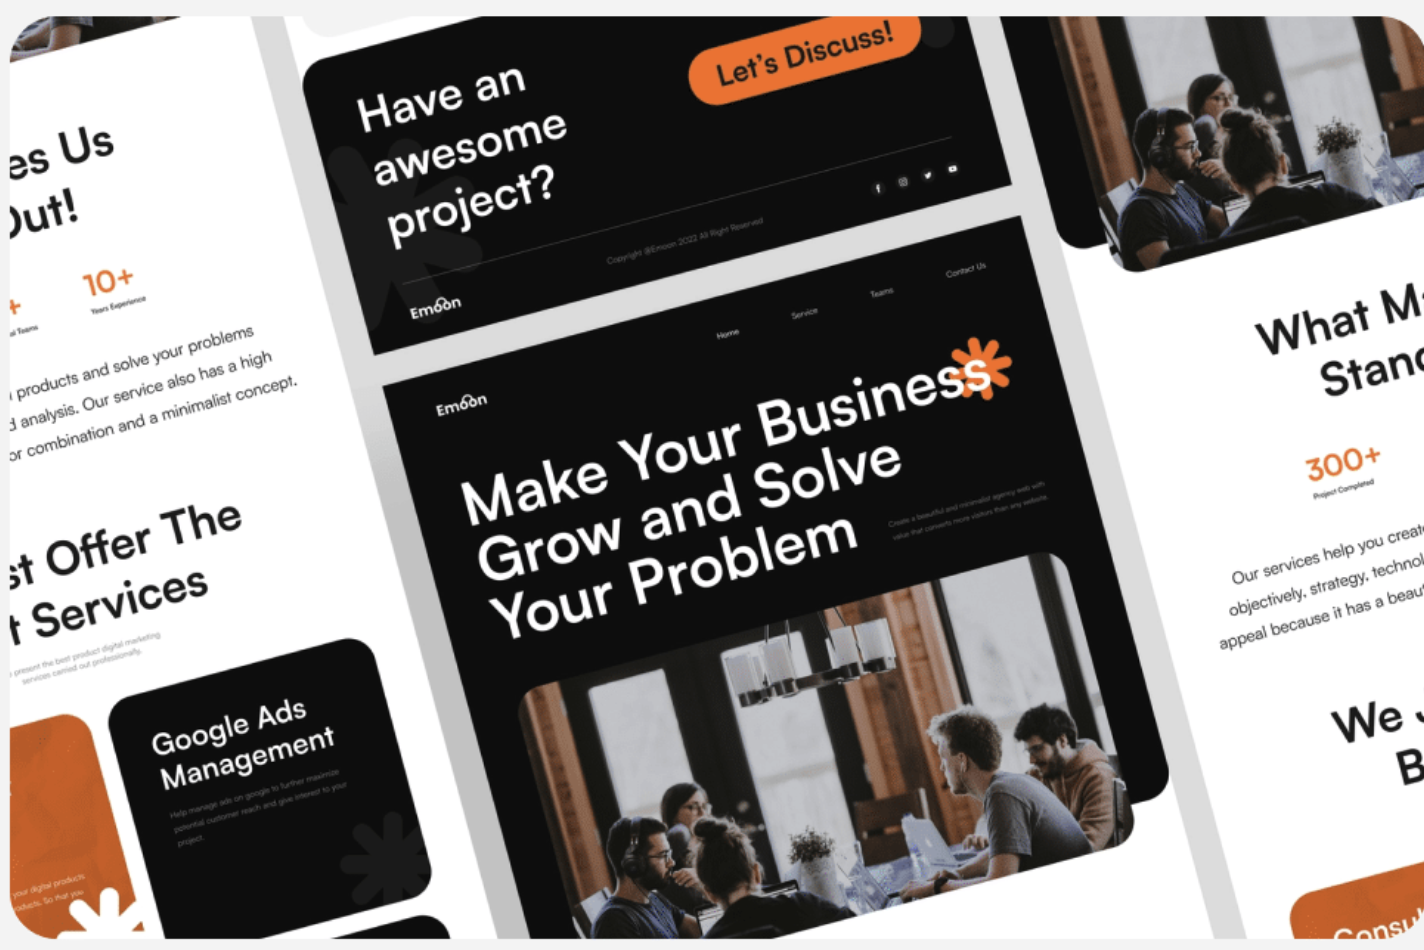 es Us
Out!
10+
al Teams
Years Experience
products and solve your problems
d analysis. Our service also has a high
or combination and a minimalist concept.
st Offer The
t Services
present the best product digital marketing
services carried out professionally.
Google Ads
Management
Help manage ads on google to further maximize
potential customer reach and give interest to your
project.
your digital products
products. So that you
Have an
awesome
project?
Let's Discuss!
Copyright @Emoon 2022 All Right Reserved
Emoon
Emoon
Home
Service
Teams
Contact Us
Make Your Business
Grow and Solve
Your Problem
Create a beautiful and minimalist agency web with
value that converts more visitors than any website
What Ma
Stand
300+
Project Completed
Our services help you create
objectively, strategy, technol
appeal because it has a beaut
We J
B
Consul